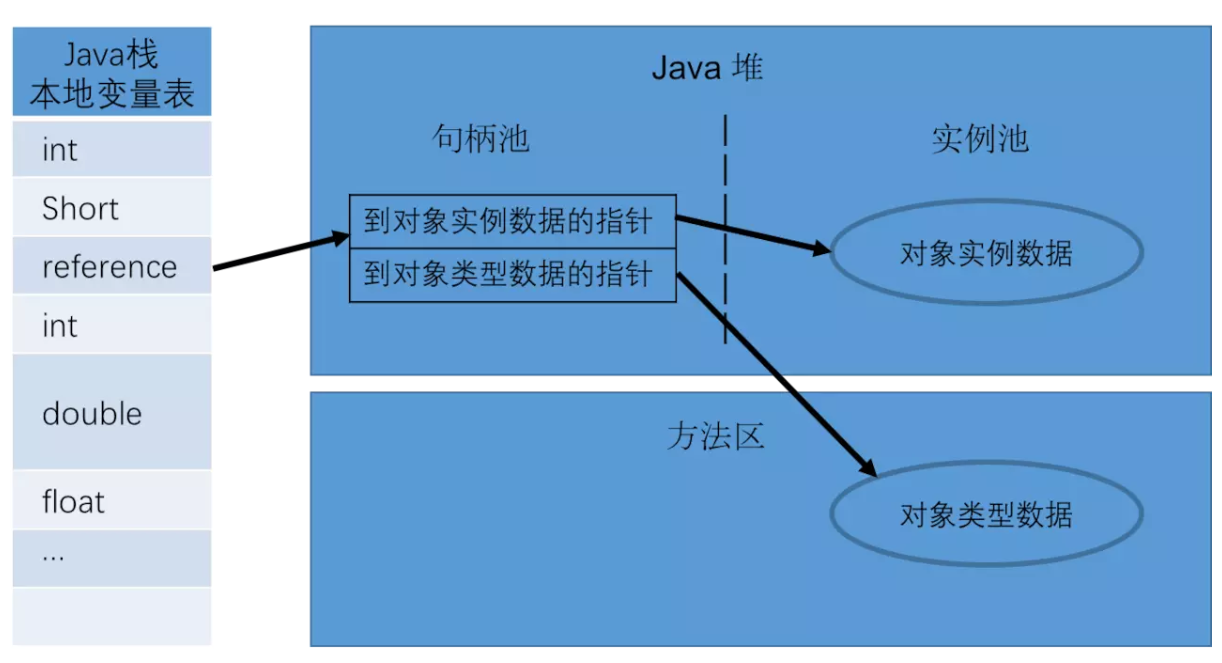 Java栈
本地变量表
int
Short
reference
int
double
float
...
Java 堆
句柄池
实例池
到对象实例数据的指针
到对象类型数据的指针
对象实例数据
方法区
对象类型数据